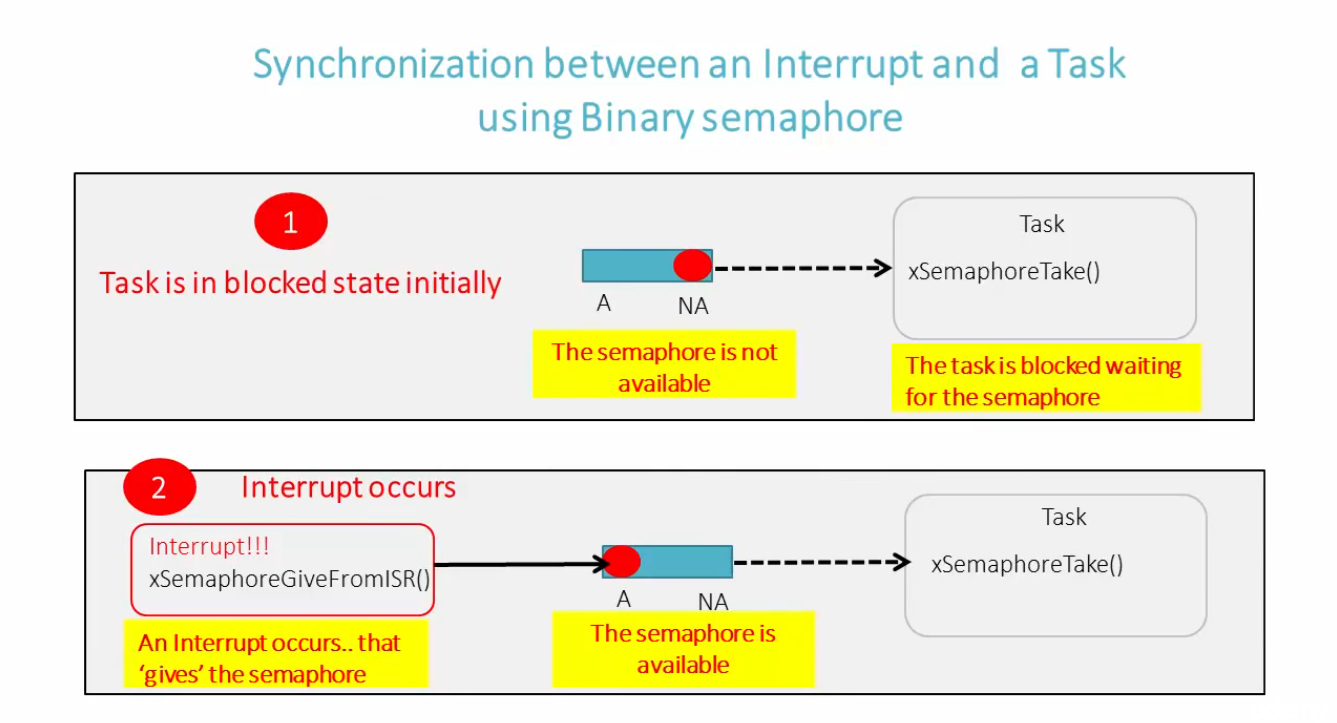 Synchronization between an Interrupt and a Task
using Binary semaphore
1
Task is in blocked state initially
A
NA
The semaphore is not
available
Task
xSemaphoreTake()
The task is blocked waiting
for the semaphore
2
Interrupt occurs
Interrupt!!!
xSemaphoreGiveFromISR()
An Interrupt occurs.. that
‘gives’ the semaphore
A
NA
The semaphore is
available
Task
xSemaphoreTake()